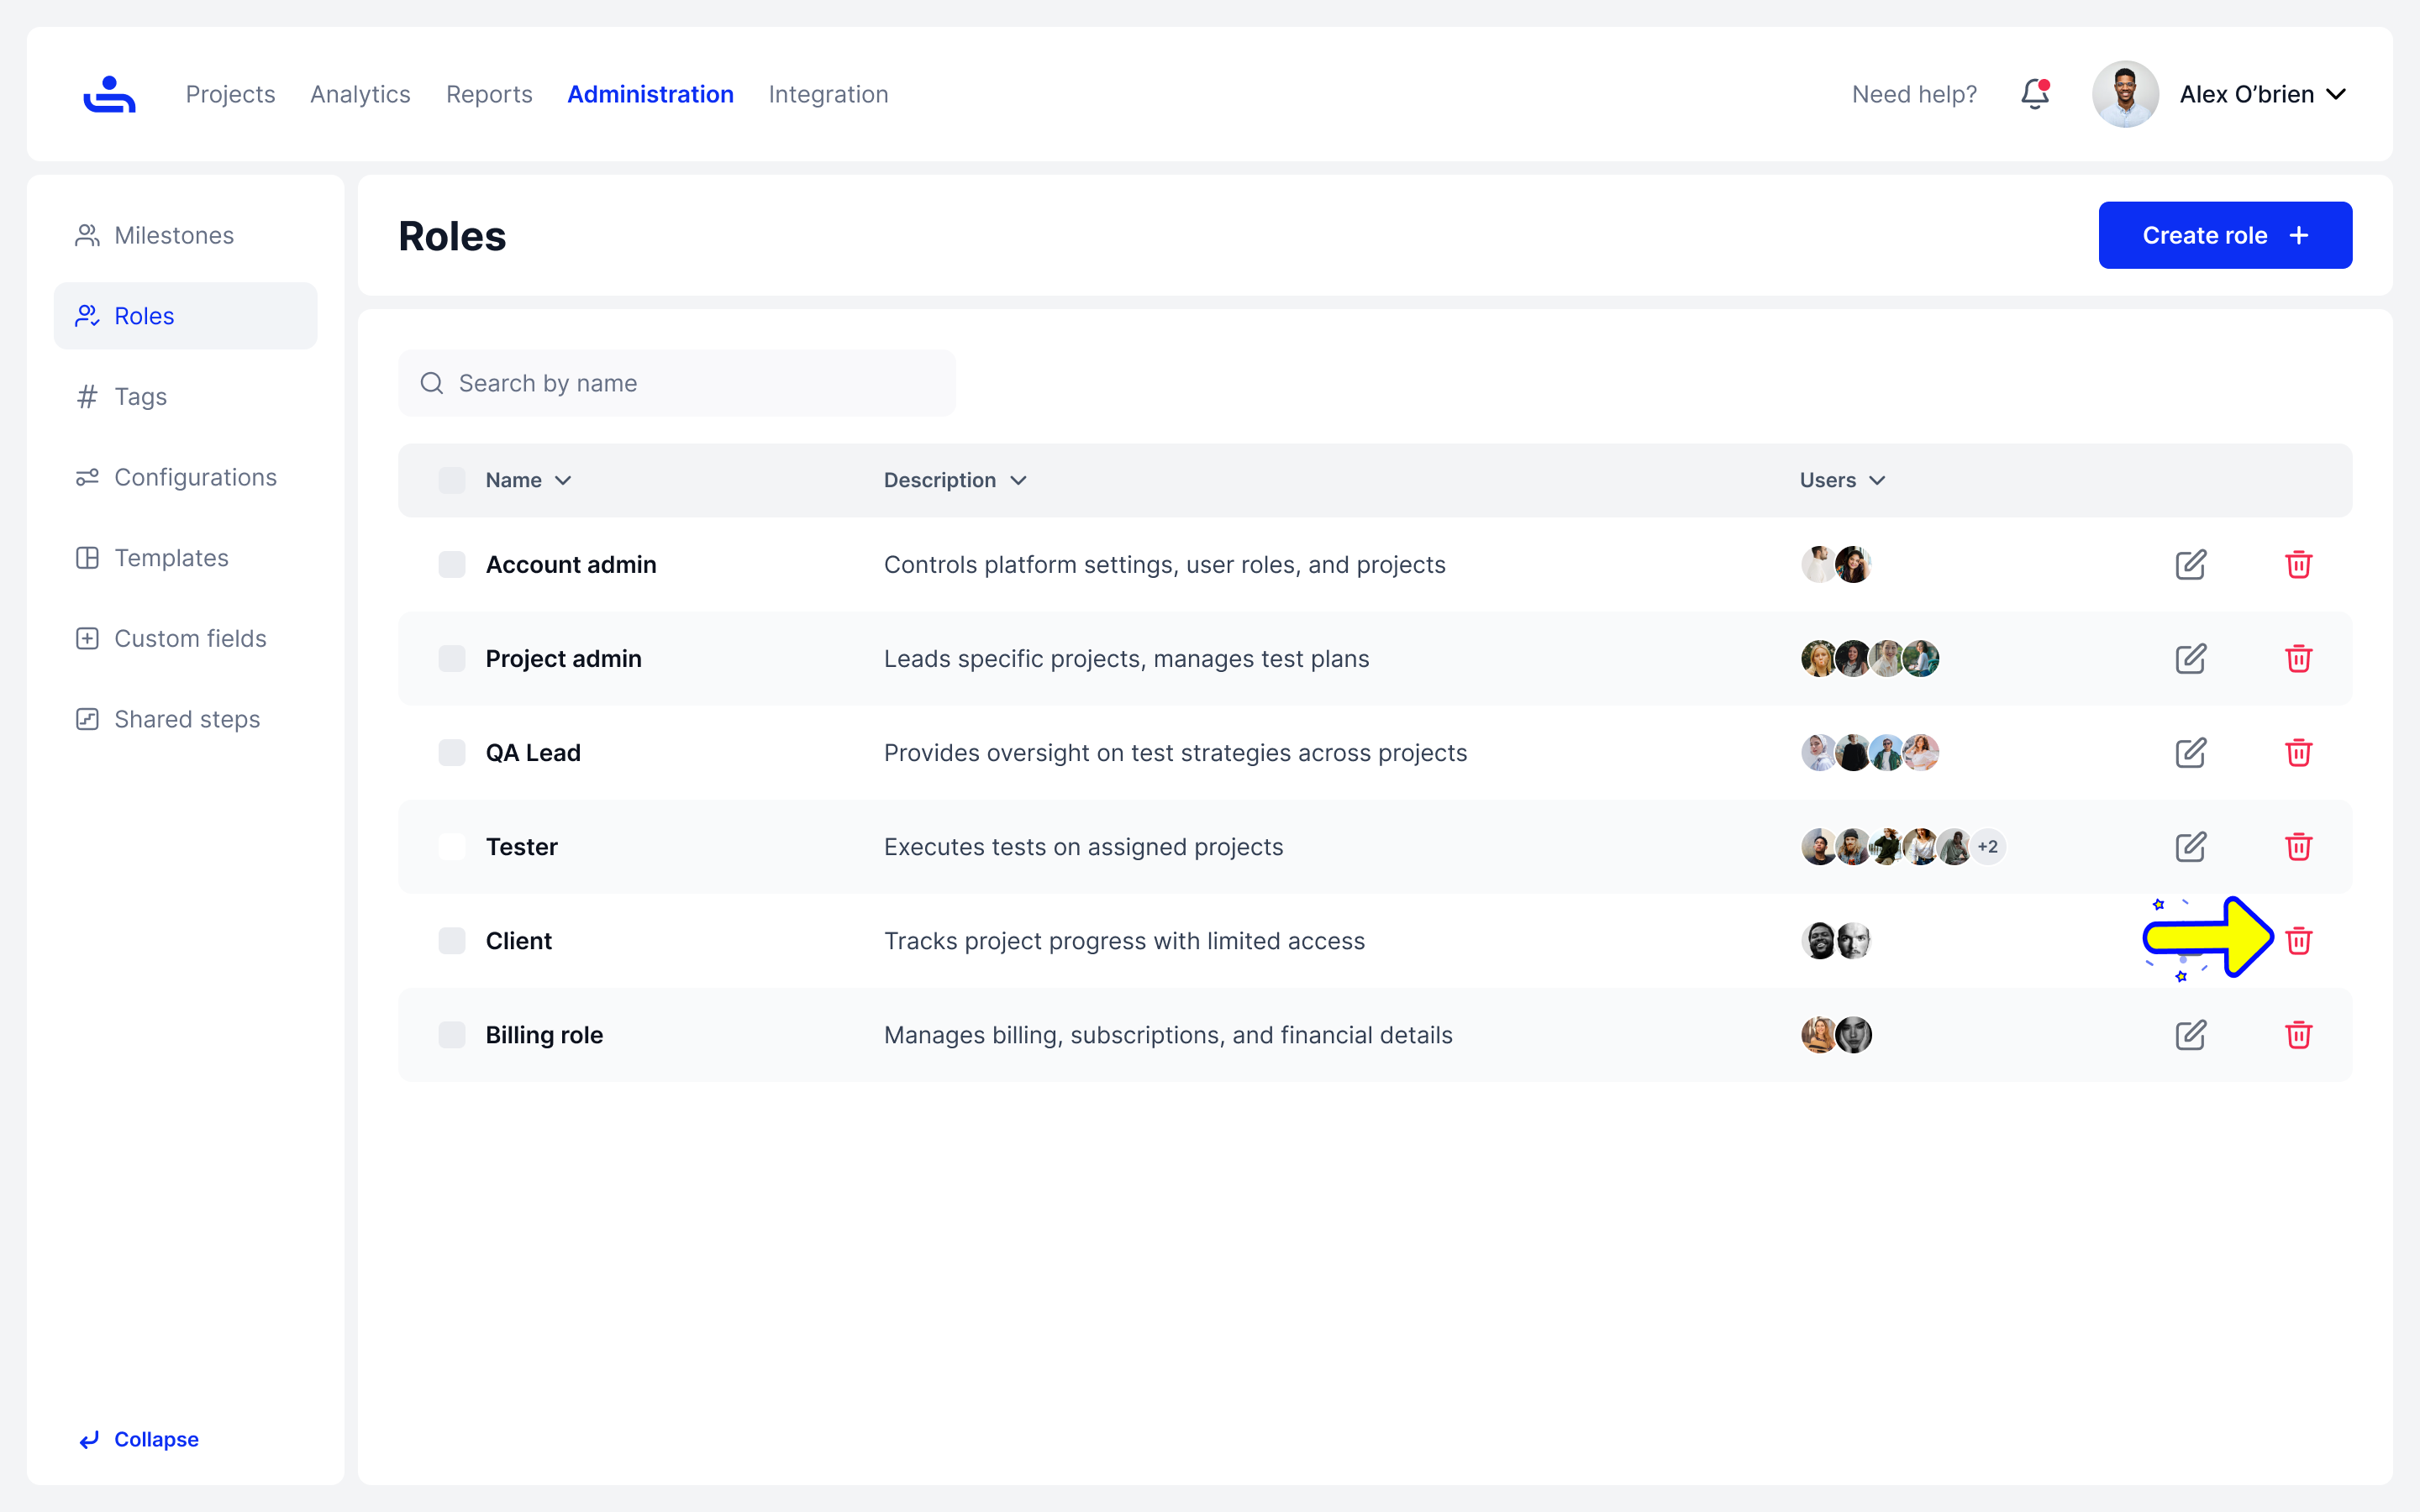 Projects Analytics Reports Administration Integration Need help? Alex O’brien
Milestones
Roles
Tags
Configurations
Templates
Custom fields
Shared steps
Collapse
Roles
Create role
Search by name
Name Description Users
Account admin Controls platform settings, user roles, and projects
Project admin Leads specific projects, manages test plans
QA Lead Provides oversight on test strategies across projects
Tester Executes tests on assigned projects +2
Client Tracks project progress with limited access
Billing role Manages billing, subscriptions, and financial details